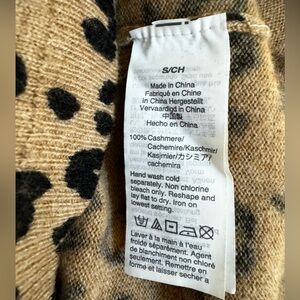 S/CH
Made in China
Fabriqué en Chine
In China Hergestellt
Vervaardigd in China
中国製
Hecho en China
100% Cashmere/
Cachemire/Kaschmir/
Kasjmier/カシミア/
cachemira
Hand wash cold
separately. Non chlorine
bleach only. Reshape and
lay flat to dry. Iron on
lowest setting.
Laver à la main à l'eau
froide séparément. Agent
de blanchiment non chloré
seulement. Remettre en
forme et laisser sécher à